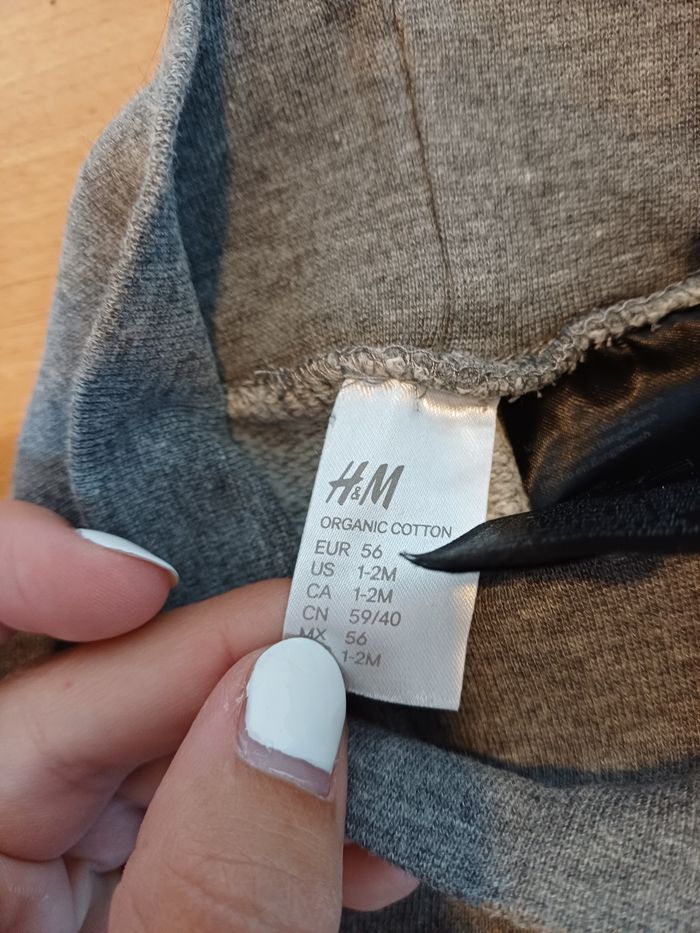 H&M
ORGANIC COTTON
EUR 56
US 1-2M
CA 1-2M
CN 59/40
MX 56
1-2M